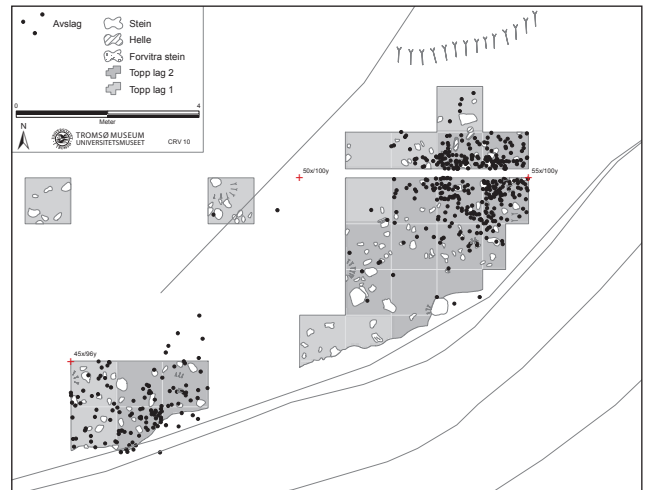 Avslag
Stein
Helle
Forvitra stein
Topp lag 2
Topp lag 1
0 4
Meter
N
TROMSØ MUSEUM
UNIVERSITETSMUSEET
CRV 10
50x/100y
55x/100y
45x/96y